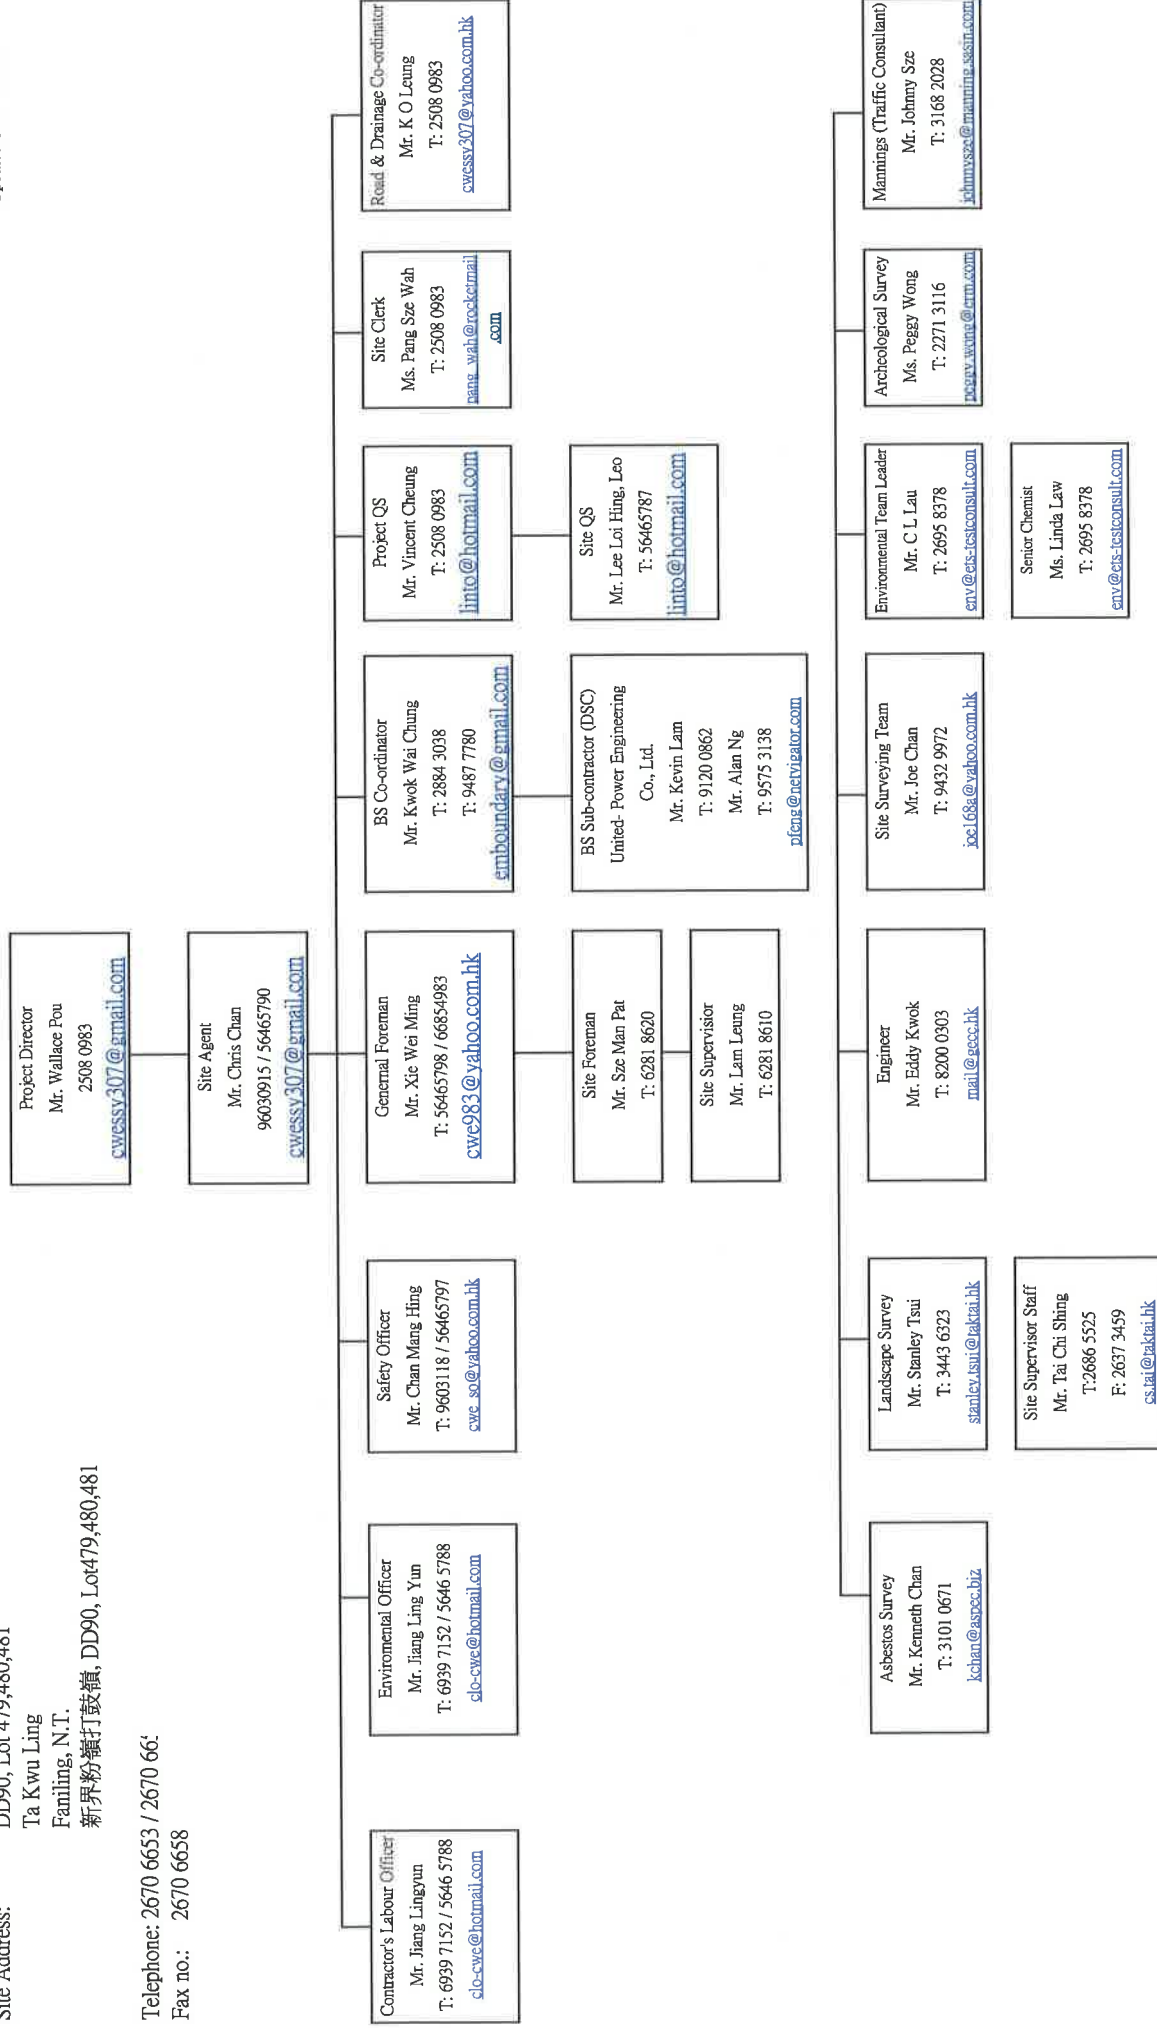 Site Address:
DD90, Lot 479,480,481
Ta Kwu Ling
Faniling, N.T.
新界粉嶺打鼓嶺, DD90, Lot479,480,481
Telephone: 2670 6653 / 2670 66
Fax no.: 2670 6658
Project Director
Mr. Wallace Pou
2508 0983
cwessy307@gmail.com
Site Agent
Mr. Chris Chan
96030915 / 56465790
cwessy307@gmail.com
Contractor's Labour Officer
Mr. Jiang Lingyun
T: 6939 7152 / 5646 5788
clo-cwe@hotmail.com
Enviromental Officer
Mr. Jiang Ling Yun
T: 6939 7152 / 5646 5788
clo-cwe@hotmail.com
Safety Officer
Mr. Chan Mang Hing
T: 9603118 / 56465797
cwe_so@yahoo.com.hk
Genernal Foreman
Mr. Xie Wei Ming
T: 56465798 / 66854983
cwe983@yahoo.com.hk
BS Co-ordinator
Mr. Kwok Wai Chung
T: 2884 3038
T: 9487 7780
emboundary@gmail.com
Project QS
Mr. Vincent Cheung
T: 2508 0983
linto@hotmail.com
Site Clerk
Ms. Pang Sze Wah
T: 2508 0983
pang_wah@rocketmail
.com
Road & Drainage Co-ordinator
Mr. K O Leung
T: 2508 0983
cwessy307@yahoo.com.hk
Site Foreman
Mr. Sze Man Pat
T: 6281 8620
Site Supervisior
Mr. Lam Leung
T: 6281 8610
BS Sub-contractor (DSC)
United- Power Engineering
Co., Ltd.
Mr. Kevin Lam
T: 9120 0862
Mr. Alan Ng
T: 9575 3138
pfeng@netvigator.com
Site QS
Mr. Lee Loi Hing, Leo
T: 56465787
linto@hotmail.com
Asbestos Survey
Mr. Kenneth Chan
T: 3101 0671
kchan@aspec.biz
Landscape Survey
Mr. Stanley Tsui
T: 3443 6323
stanley.tsui@taktai.hk
Engineer
Mr. Eddy Kwok
T: 8200 0303
mail@gecc.hk
Site Surveying Team
Mr. Joe Chan
T: 9432 9972
joe168a@yahoo.com.hk
Environmental Team Leader
Mr. C L Lau
T: 2695 8378
env@ets-testconsult.com
Archeological Survey
Ms. Peggy Wong
T: 2271 3116
peggy.wong@erm.com
Mannings (Traffic Consultant)
Mr. Johnny Sze
T: 3168 2028
johnnysze@manning.sasin.com
Site Supervisor Staff
Mr. Tai Chi Shing
T:2686 5525
F: 2637 3459
cs.tai@taktai.hk
Senior Chemist
Ms. Linda Law
T: 2695 8378
env@ets-testconsult.com